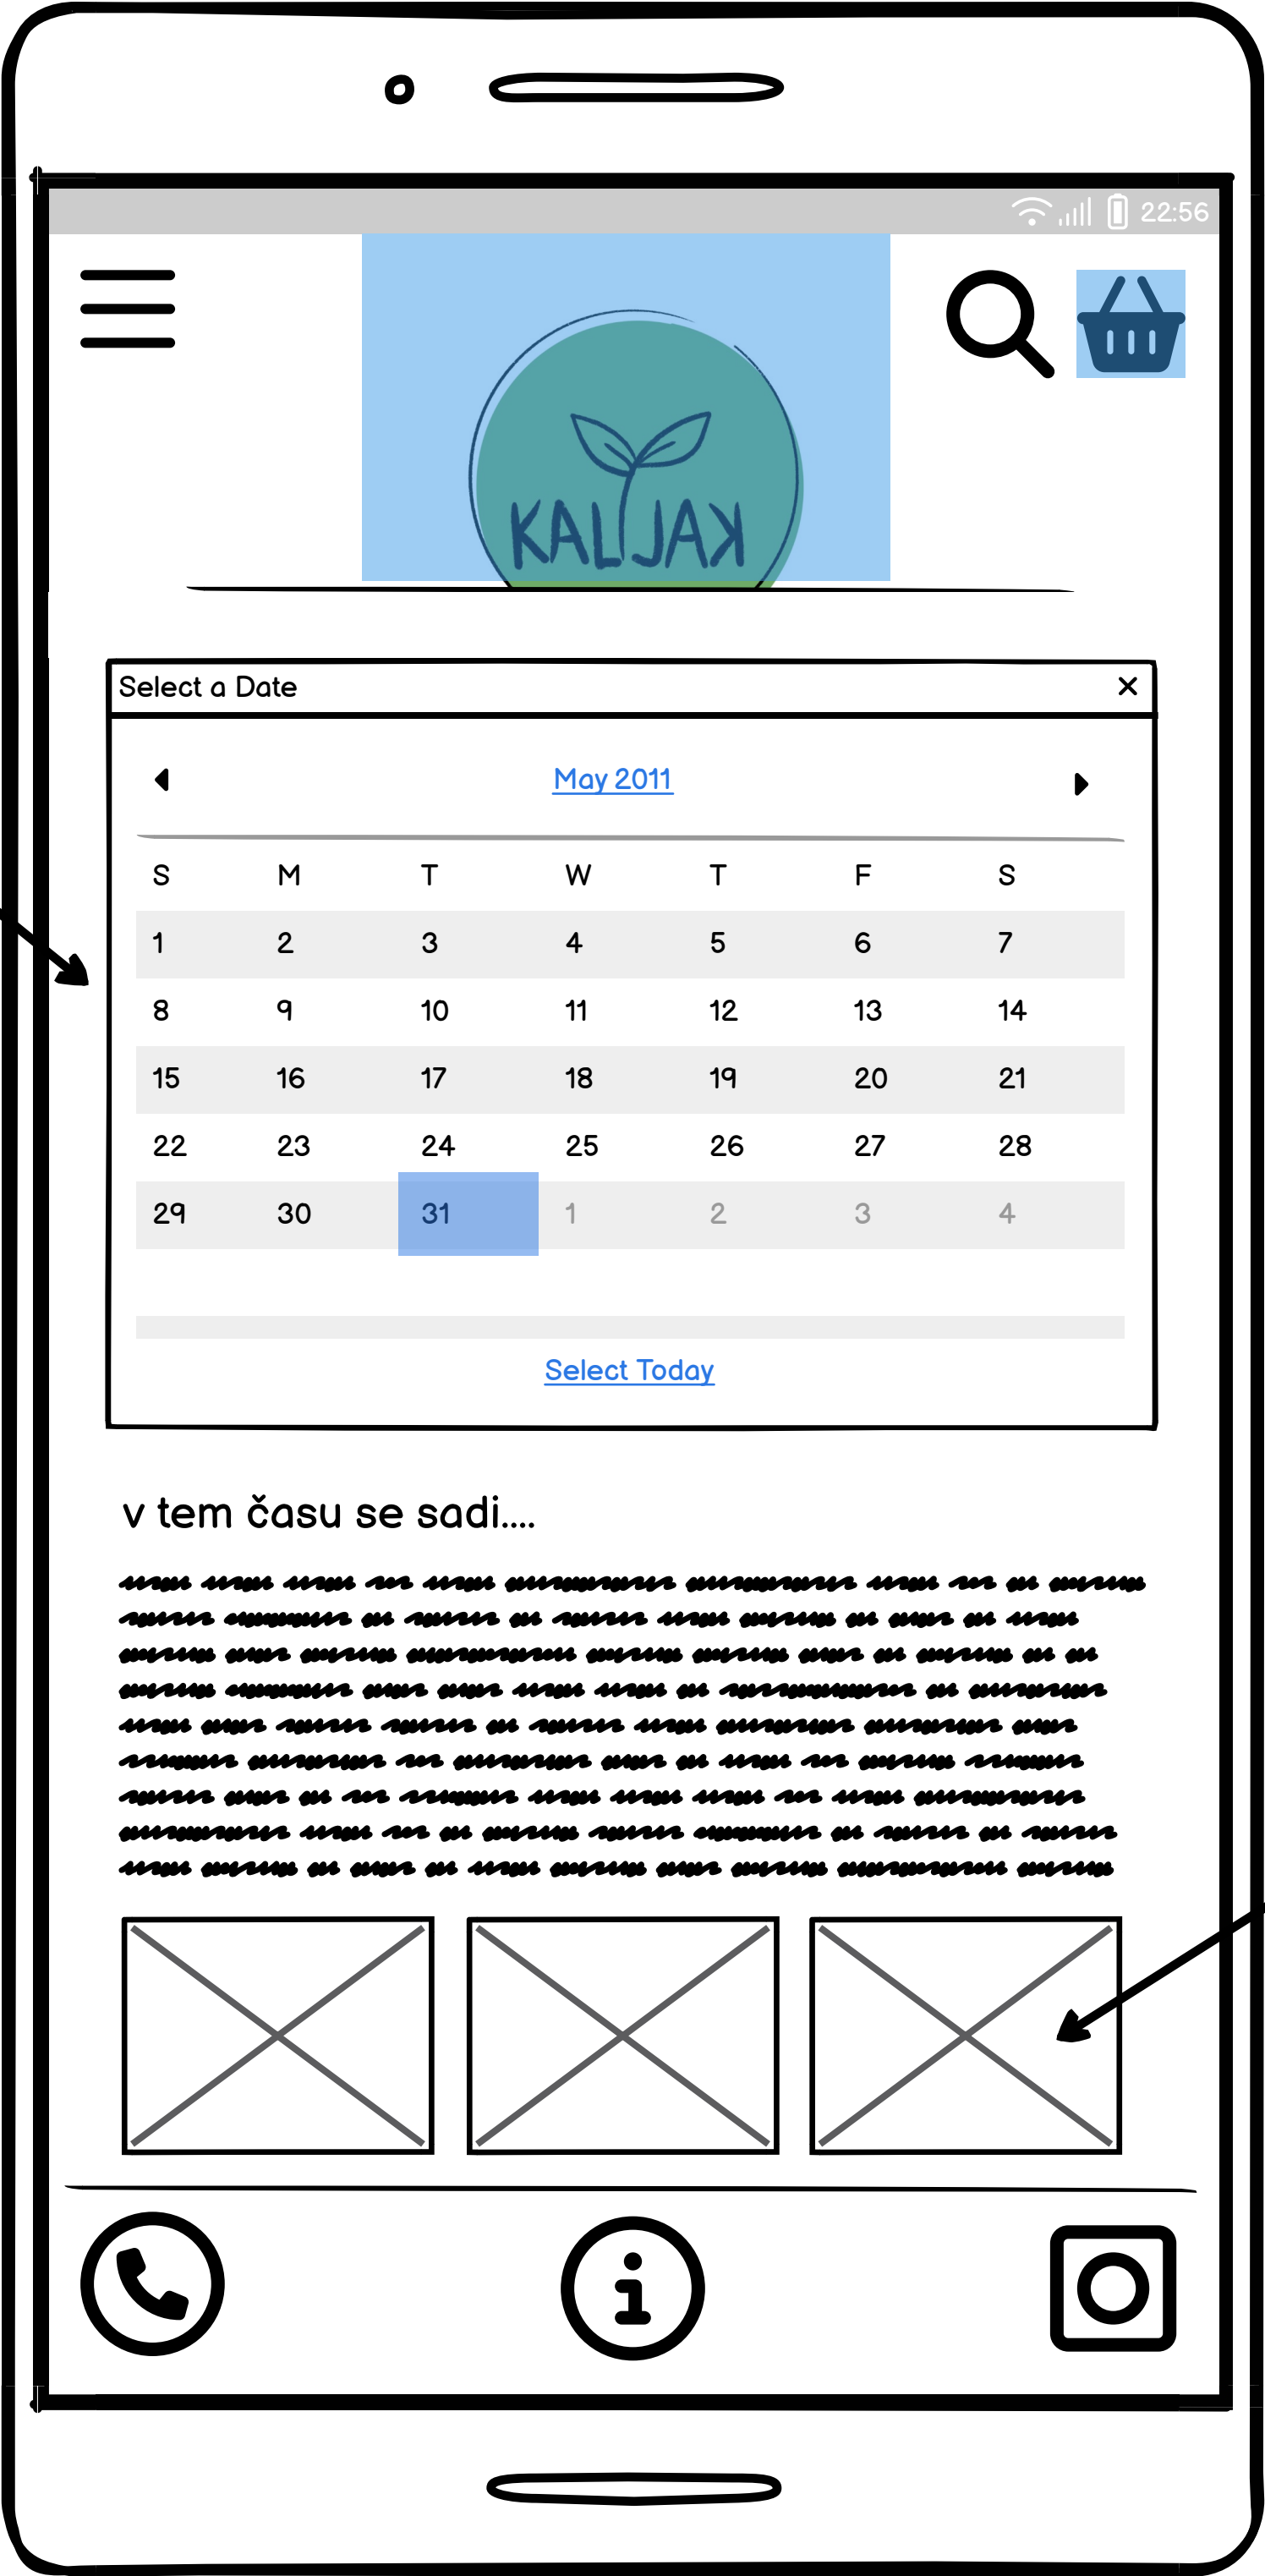 22:56
KALIJAK
Select a Date
May 2011
S M T W T F S
1 2 3 4 5 6 7
8 9 10 11 12 13 14
15 16 17 18 19 20 21
22 23 24 25 26 27 28
29 30 31 1 2 3 4
Select Today
v tem času se sadi....